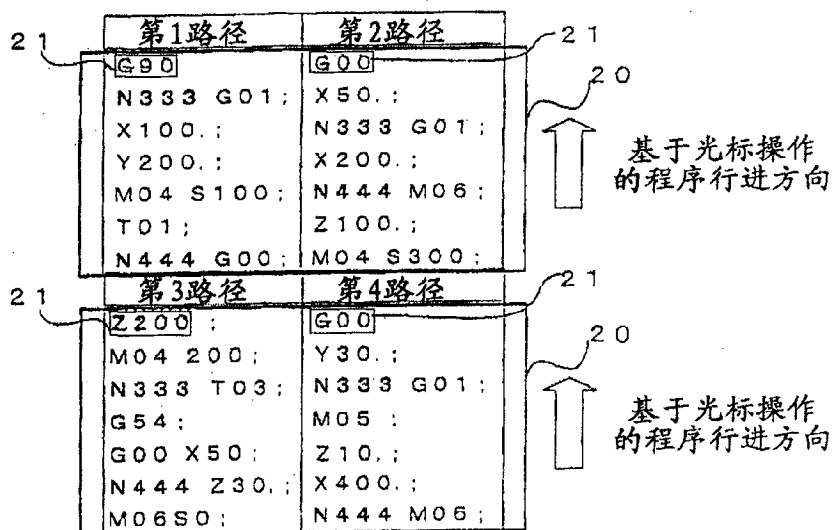 第1路径 第2路径
21 21
G90 G00
20
N333 G01; X50.;
X100. ; N333 G01;
Y200. ; X200. ;
M04 S100; N444 M06;
T01; Z100. ;
N444 G00; M04 S300;
基于光标操作
的程序行进方向
第3路径 第4路径
21 21
Z200 ; G00
20
M04 200; Y30. ;
N333 T03; N333 G01;
G54; M05 :
G00 X50; Z10. ;
N444 Z30. ; X400. ;
M06S0; N444 M06;
基于光标操作
的程序行进方向